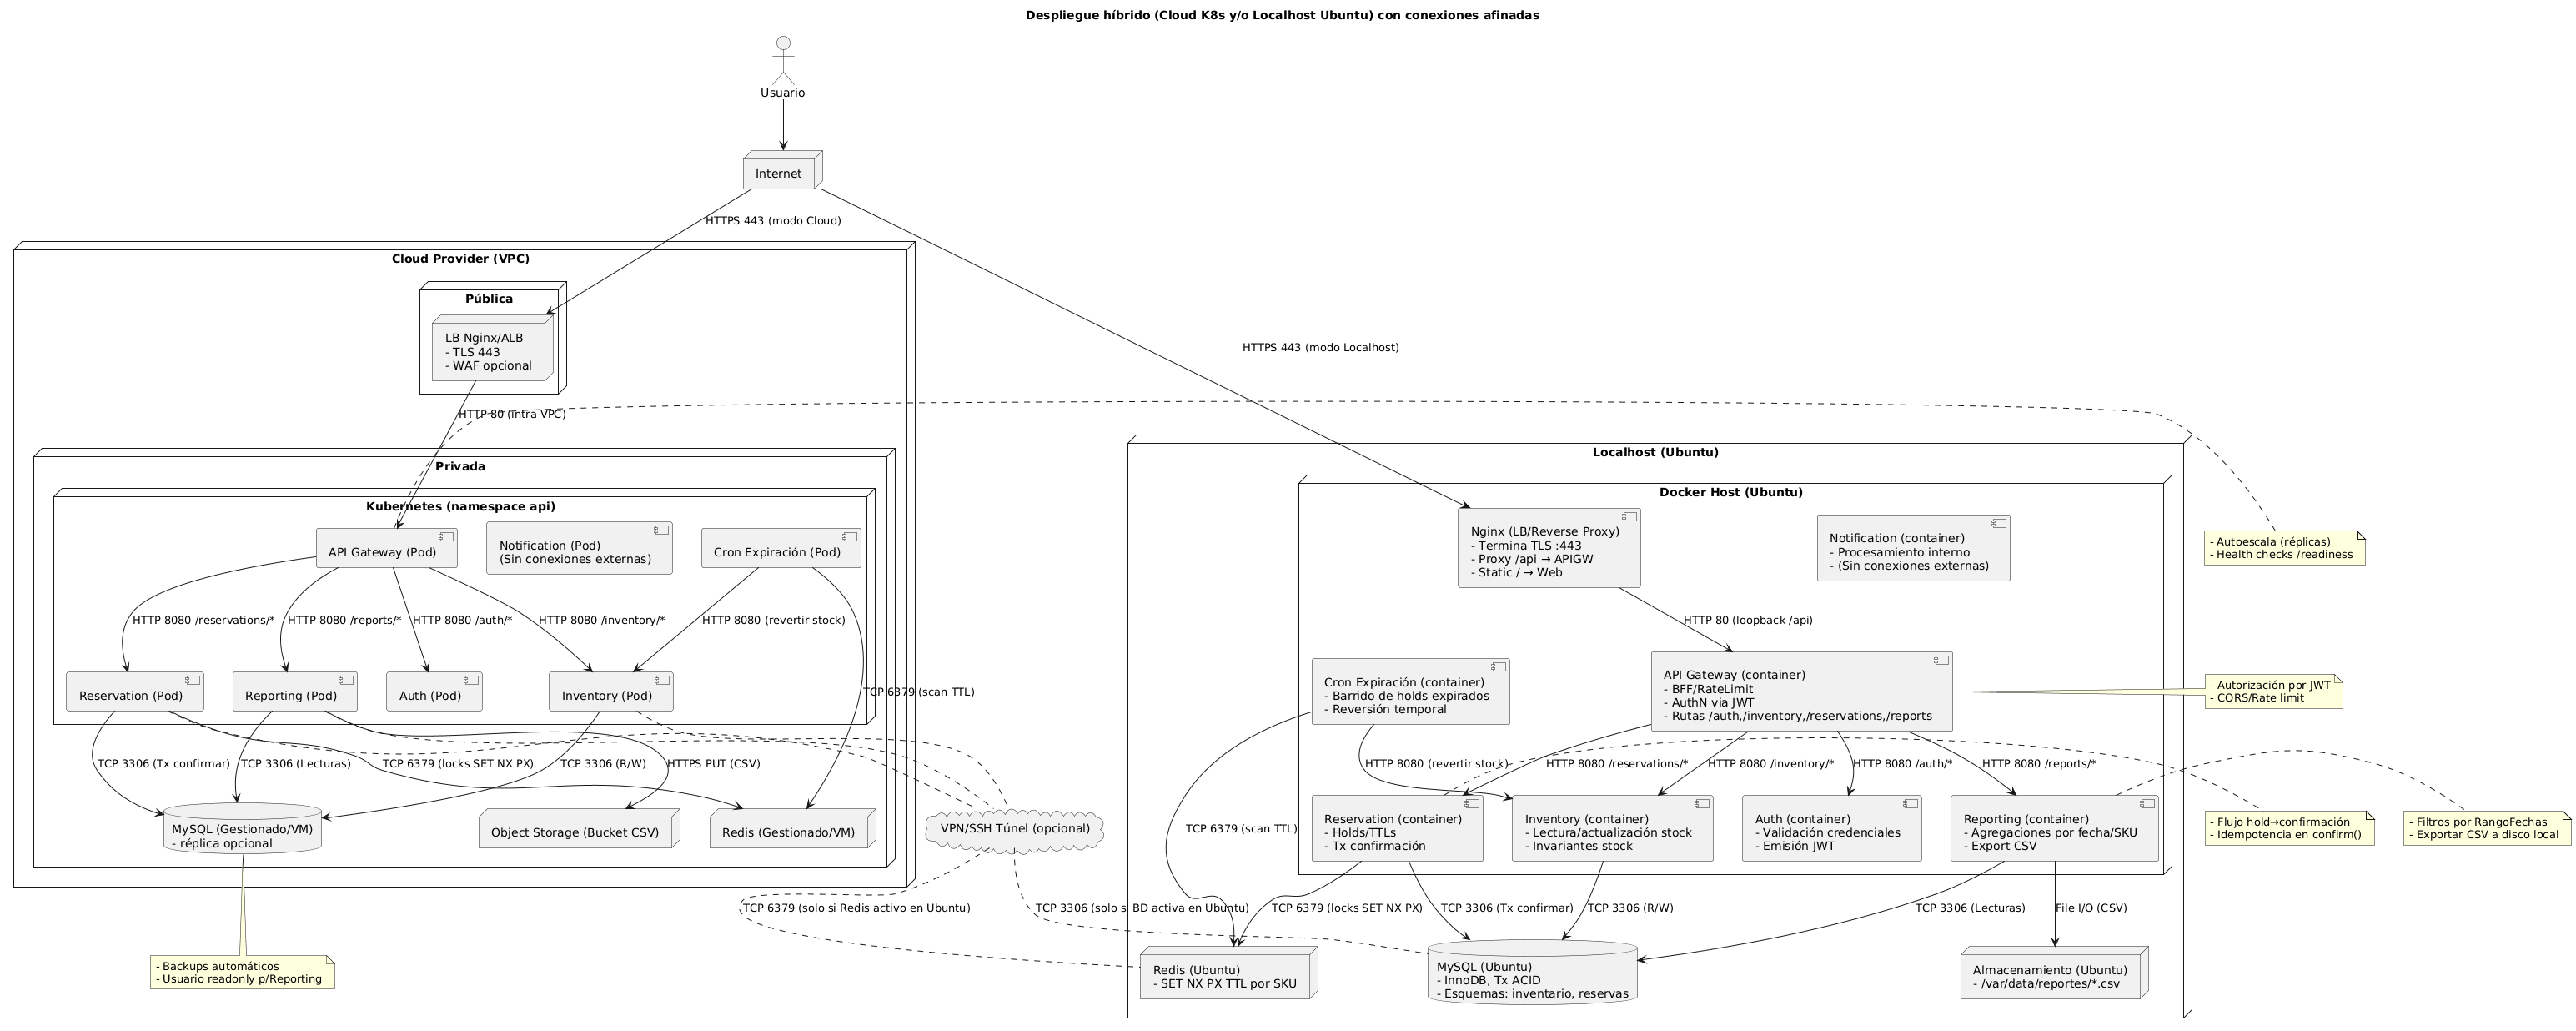 Despliegue híbrido (Cloud K8s y/o Localhost Ubuntu) con conexiones afinadas
Usuario
Internet
HTTPS 443 (modo Cloud)
HTTPS 443 (modo Localhost)
Cloud Provider (VPC)
Pública
LB Nginx/ALB
- TLS 443
- WAF opcional
HTTP 80 (intra VPC)
Privada
Kubernetes (namespace api)
API Gateway (Pod)
Notification (Pod)
(Sin conexiones externas)
Cron Expiración (Pod)
HTTP 8080 /reservations/*
HTTP 8080 /reports/*
HTTP 8080 /auth/*
HTTP 8080 /inventory/*
HTTP 8080 (revertir stock)
TCP 6379 (scan TTL)
Reservation (Pod)
Reporting (Pod)
Auth (Pod)
Inventory (Pod)
TCP 3306 (Tx confirmar)
TCP 3306 (Lecturas)
TCP 6379 (locks SET NX PX)
TCP 3306 (R/W)
HTTPS PUT (CSV)
MySQL (Gestionado/VM)
- réplica opcional
Object Storage (Bucket CSV)
Redis (Gestionado/VM)
- Backups automáticos
- Usuario readonly p/Reporting
VPN/SSH Túnel (opcional)
TCP 6379 (solo si Redis activo en Ubuntu)
TCP 3306 (solo si BD activa en Ubuntu)
Localhost (Ubuntu)
Docker Host (Ubuntu)
Nginx (LB/Reverse Proxy)
- Termina TLS :443
- Proxy /api → APIGW
- Static / → Web
Notification (container)
- Procesamiento interno
- (Sin conexiones externas)
HTTP 80 (loopback /api)
Cron Expiración (container)
- Barrido de holds expirados
- Reversión temporal
API Gateway (container)
- BFF/RateLimit
- AuthN via JWT
- Rutas /auth,/inventory,/reservations,/reports
HTTP 8080 (revertir stock)
HTTP 8080 /reservations/*
HTTP 8080 /inventory/*
HTTP 8080 /auth/*
HTTP 8080 /reports/*
TCP 6379 (scan TTL)
Reservation (container)
- Holds/TTLs
- Tx confirmación
Inventory (container)
- Lectura/actualización stock
- Invariantes stock
Auth (container)
- Validación credenciales
- Emisión JWT
Reporting (container)
- Agregaciones por fecha/SKU
- Export CSV
TCP 6379 (locks SET NX PX)
TCP 3306 (Tx confirmar)
TCP 3306 (R/W)
TCP 3306 (Lecturas)
File I/O (CSV)
Redis (Ubuntu)
- SET NX PX TTL por SKU
MySQL (Ubuntu)
- InnoDB, Tx ACID
- Esquemas: inventario, reservas
Almacenamiento (Ubuntu)
- /var/data/reportes/*.csv
- Autoescala (réplicas)
- Health checks /readiness
- Autorización por JWT
- CORS/Rate limit
- Flujo hold→confirmación
- Idempotencia en confirm()
- Filtros por RangoFechas
- Exportar CSV a disco local